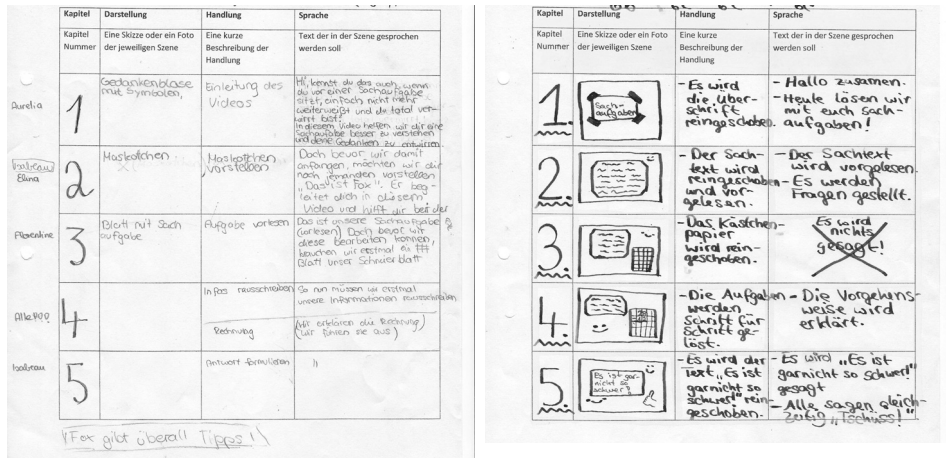 Kapitel Darstellung Handlung Sprache
Kapitel Nummer
Eine Skizze oder ein Foto der jeweiligen Szene
Eine kurze Beschreibung der Handlung
Text der in der Szene gesprochen werden soll
Aurelia
1
Gedankenblase mit Symbolen,
Einleitung des Videos
Hi, kennst du das auch, wenn
du vor einer Sachaufgabe
sitzt, einfach nicht mehr
weiterweißt und du total ver-
wirrt bist?
In diesem Video helfen wir dir eine
Sachaufgabe besser zu verstehen
und deine Gedanken zu entwirren
Isabeau
Elina
2
Maskottchen
Maskottchen
vorstellen
Doch bevor wir damit
anfangen, möchten wir dir
noch jemanden vorstellen
"Das ist Fox". Er beg-
leitet dich in diesem
Video und hilft dir bei der
Florentine
3
Blatt mit Sach
aufgabe
Aufgabe vorlesen
Das ist unsere Sachaufgabe
(vorlesen) Doch bevor wir
diese bearbeiten können,
brauchen wir erstmal ein
Blatt unser Schmierblatt
Alle
4
Infos rausschreiben
So nun müssen wir erstmal
unsere Informationen rausschreiben
Rechnung
(Wir erklären die Rechnung)
(wir führen sie aus)
Isabeau
5
Antwort formulieren
"
!Fox gibt überall Tipps!
Kapitel Darstellung Handlung Sprache
Kapitel Nummer
Eine Skizze oder ein Foto der jeweiligen Szene
Eine kurze Beschreibung der Handlung
Text der in der Szene gesprochen werden soll
1.
Sach-
aufgaben
- Es wird
die Über-
schrift
reingeschoben.
- Hallo zusammen.
- Heute lösen wir
mit euch sach-
aufgaben!
2.
- Der Sach-
text wird
reingeschoben
und vor-
gelesen.
- Der Sachtext
wird vorgelesen.
- Es werden
Fragen gestellt.
3.
- Das Kästchen-
papier
wird rein-
geschoben.
Es wird
nichts
gesagt!
4.
- Die Aufgaben
werden
Schritt für
Schritt ge-
löst.
- Die Vorgehens-
weise wird
erklärt.
5.
Es ist gar-
nicht so
schwer!
- Es wird der
Text „Es ist
garnicht so
schwer!" rein-
geschoben.
- Es wird „Es ist
garnicht so schwer!"
gesagt
- Alle sagen gleich-
zeitig „Tschüss!"